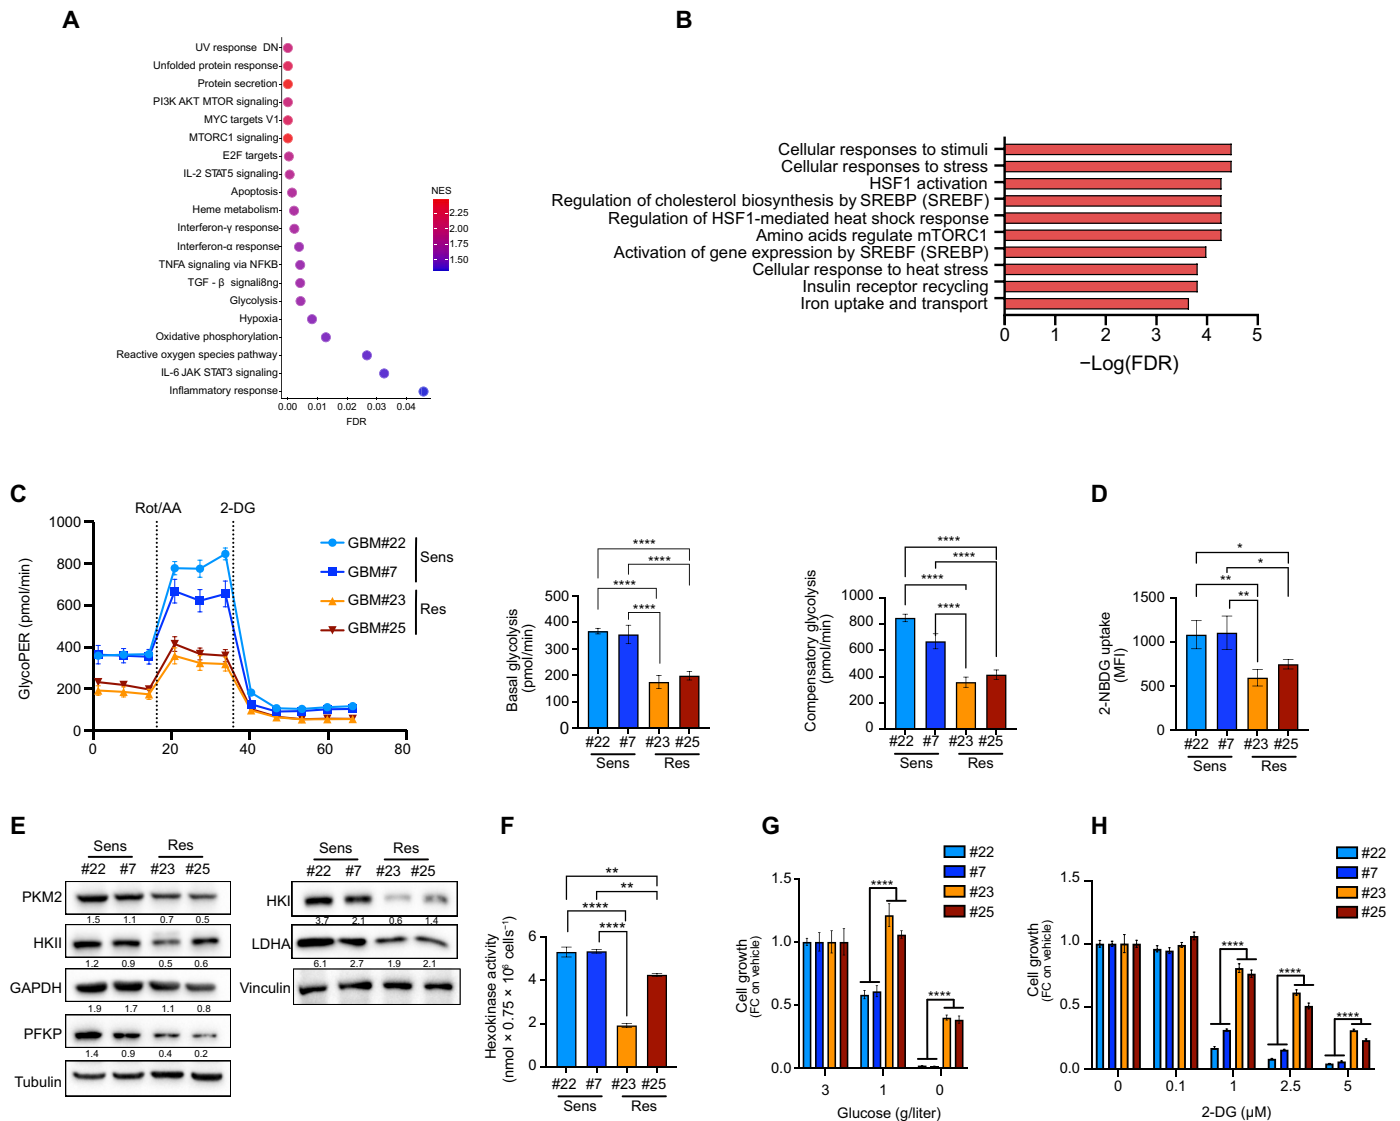 A
UV response DN
Unfolded protein response
Protein secretion
PI3K AKT MTOR signaling
MYC targets V1
MTORC1 signaling
E2F targets
IL-2 STAT5 signaling
Apoptosis
Heme metabolism
Interferon-γ response
Interferon-α response
TNFA signaling via NFKB
TGF - β signali8ng
Glycolysis
Hypoxia
Oxidative phosphorylation
Reactive oxygen species pathway
IL-6 JAK STAT3 signaling
Inflammatory response
0.00 0.01 0.02 0.03 0.04
FDR
NES
2.25
2.00
1.75
1.50
B
Cellular responses to stimuli
Cellular responses to stress
HSF1 activation
Regulation of cholesterol biosynthesis by SREBP (SREBF)
Regulation of HSF1-mediated heat shock response
Amino acids regulate mTORC1
Activation of gene expression by SREBF (SREBP)
Cellular response to heat stress
Insulin receptor recycling
Iron uptake and transport
0 1 2 3 4 5
−Log(FDR)
C
Rot/AA 2-DG
GlycoPER (pmol/min)
1000
800
600
400
200
0
0 20 40 60 80
GBM#22
GBM#7
GBM#23
GBM#25
Sens
Res
Basal glycolysis
(pmol/min)
500
400
300
200
100
0
****
****
****
****
#22 #7 #23 #25
Sens Res
Compensatory glycolysis
(pmol/min)
1000
800
600
400
200
0
****
****
****
****
#22 #7 #23 #25
Sens Res
D
2-NBDG uptake
(MFI)
1500
1000
500
0
*
*
**
**
#22 #7 #23 #25
Sens Res
E
Sens Res
#22 #7 #23 #25
PKM2
1.5 1.1 0.7 0.5
HKII
1.2 0.9 0.5 0.6
GAPDH
1.9 1.7 1.1 0.8
PFKP
1.4 0.9 0.4 0.2
Tubulin
Sens Res
#22 #7 #23 #25
HKI
3.7 2.1 0.6 1.4
LDHA
6.1 2.7 1.9 2.1
Vinculin
F
Hexokinase activity
(nmol × 0.75 × 10⁶ cells⁻¹)
6
4
2
0
**
**
****
****
#22 #7 #23 #25
Sens Res
G
#22
#7
#23
#25
Cell growth
(FC on vehicle)
1.5
1.0
0.5
0.0
****
****
3 1 0
Glucose (g/liter)
H
#22
#7
#23
#25
Cell growth
(FC on vehicle)
1.5
1.0
0.5
0.0
****
****
****
0 0.1 1 2.5 5
2-DG (µM)